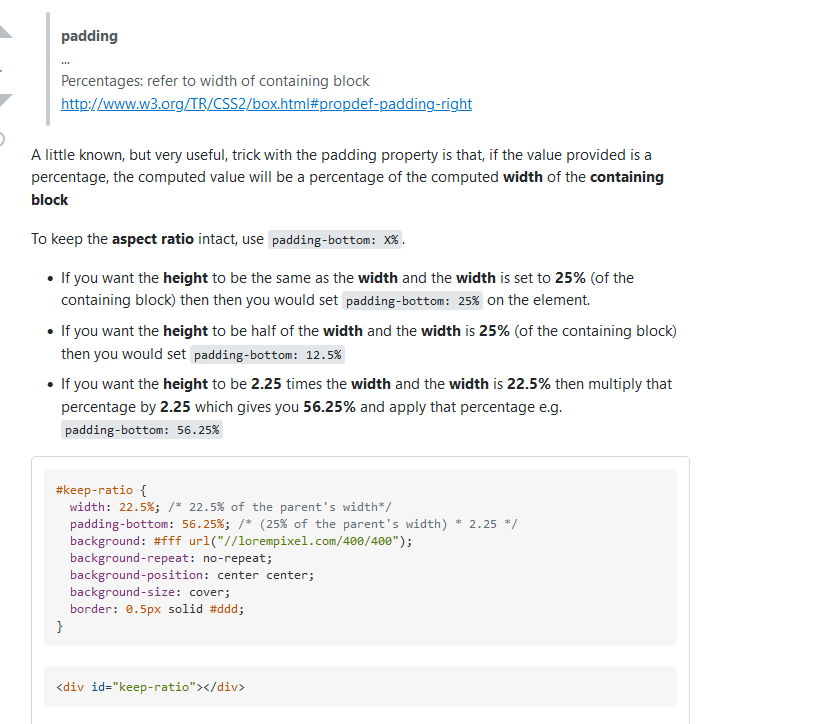 padding
...
Percentages: refer to width of containing block
http://www.w3.org/TR/CSS2/box.html#propdef-padding-right
A little known, but very useful, trick with the padding property is that, if the value provided is a
percentage, the computed value will be a percentage of the computed width of the containing
block
To keep the aspect ratio intact, use padding-bottom: X%.
• If you want the height to be the same as the width and the width is set to 25% (of the
containing block) then then you would set padding-bottom: 25% on the element.
• If you want the height to be half of the width and the width is 25% (of the containing block)
then you would set padding-bottom: 12.5%
• If you want the height to be 2.25 times the width and the width is 22.5% then multiply that
percentage by 2.25 which gives you 56.25% and apply that percentage e.g.
padding-bottom: 56.25%
#keep-ratio {
  width: 22.5%; /* 22.5% of the parent's width*/
  padding-bottom: 56.25%; /* (25% of the parent's width) * 2.25 */
  background: #fff url("//lorempixel.com/400/400");
  background-repeat: no-repeat;
  background-position: center center;
  background-size: cover;
  border: 0.5px solid #ddd;
}
<div id="keep-ratio"></div>